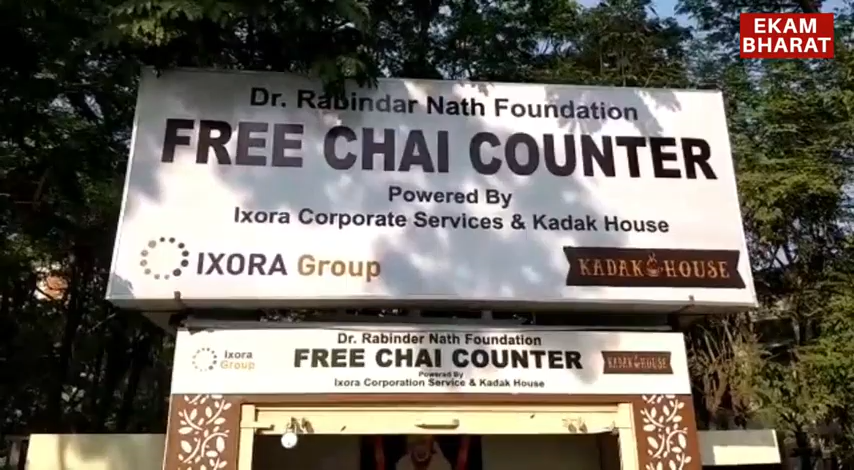 EKAM
BHARAT
Dr. Rabindar Nath Foundation
FREE CHAI COUNTER
Powered By
Ixora Corporate Services & Kadak House
IXORA Group
KADAK HOUSE
Dr. Rabinder Nath Foundation
FREE CHAI COUNTER
Powered By
Ixora Corporation Service & Kadak House
Ixora
Group
KADAK HOUSE